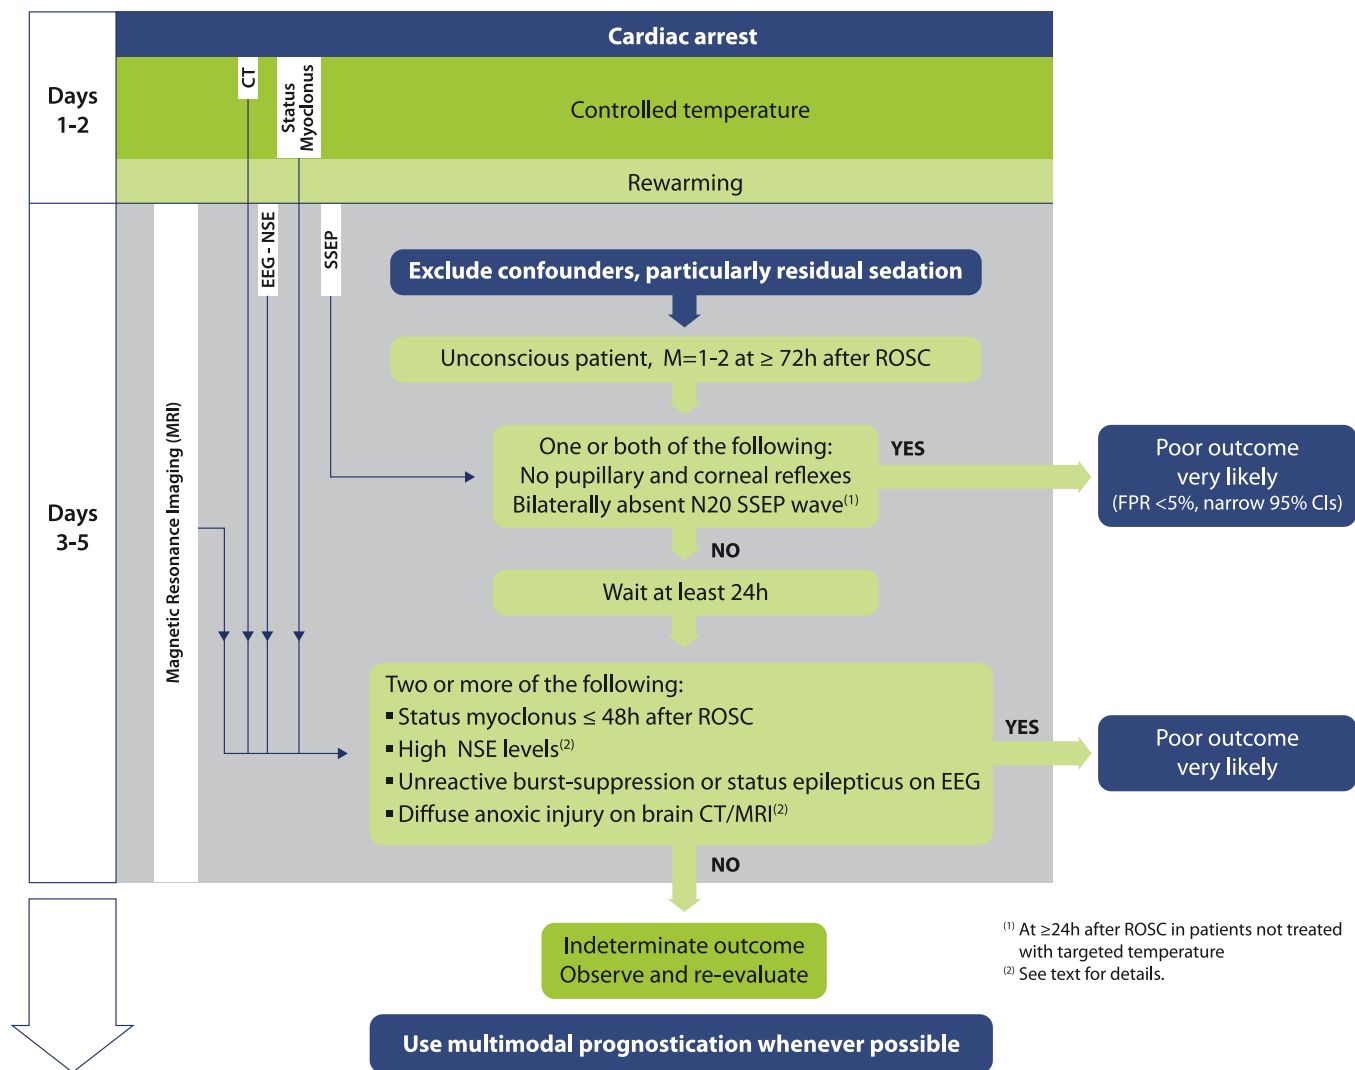 Cardiac arrest
Days
1-2
CT
Status
Myoclonus
Controlled temperature
Rewarming
Days
3-5
Magnetic Resonance Imaging (MRI)
EEG - NSE
SSEP
Exclude confounders, particularly residual sedation
Unconscious patient, M=1-2 at ≥ 72h after ROSC
One or both of the following:
No pupillary and corneal reflexes
Bilaterally absent N20 SSEP wave(1)
YES
Poor outcome
very likely
(FPR <5%, narrow 95% CIs)
NO
Wait at least 24h
Two or more of the following:
▪ Status myoclonus ≤ 48h after ROSC
▪ High NSE levels(2)
▪ Unreactive burst-suppression or status epilepticus on EEG
▪ Diffuse anoxic injury on brain CT/MRI(2)
YES
Poor outcome
very likely
NO
Indeterminate outcome
Observe and re-evaluate
(1) At ≥24h after ROSC in patients not treated
with targeted temperature
(2) See text for details.
Use multimodal prognostication whenever possible